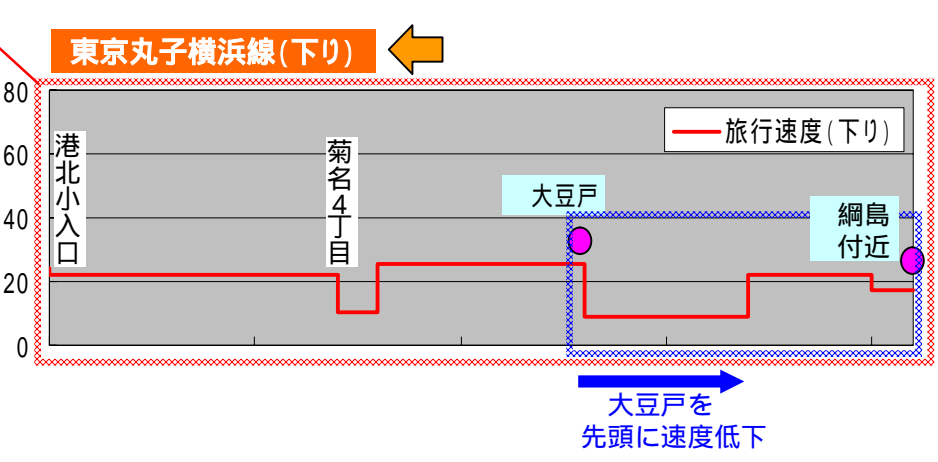 東京丸子横浜線(下り)
80
60
40
20
0
旅行速度(下り)
港北小入口
菊名4丁目
大豆戸
綱島
付近
大豆戸を
先頭に速度低下